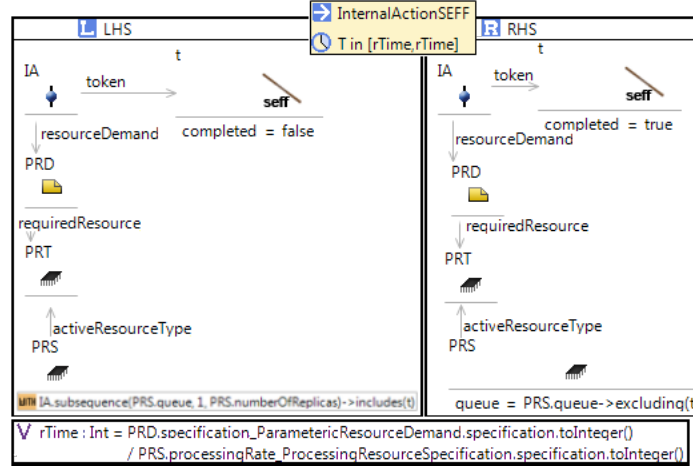 InternalActionSEFF
T in [rTime,rTime]
L LHS
t
IA
token
seff
completed = false
resourceDemand
PRD
requiredResource
PRT
activeResourceType
PRS
WITH IA.subsequence(PRS.queue, 1, PRS.numberOfReplicas)->includes(t)
R RHS
t
IA
token
seff
completed = true
resourceDemand
PRD
requiredResource
PRT
activeResourceType
PRS
queue = PRS.queue->excluding(t
V rTime : Int = PRD.specification_ParametericResourceDemand.specification.toInteger()
/ PRS.processingRate_ProcessingResourceSpecification.specification.toInteger()